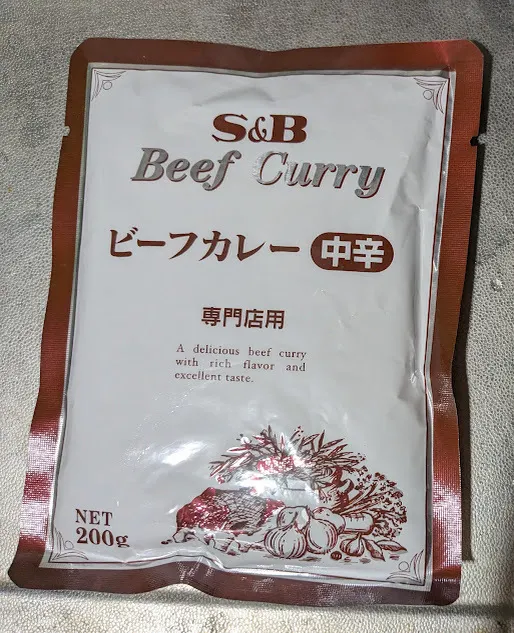 S&B
Beef Curry
ビーフカレー 中辛
専門店用
A delicious beef curry
with rich flavor and
excellent taste.
NET
200g